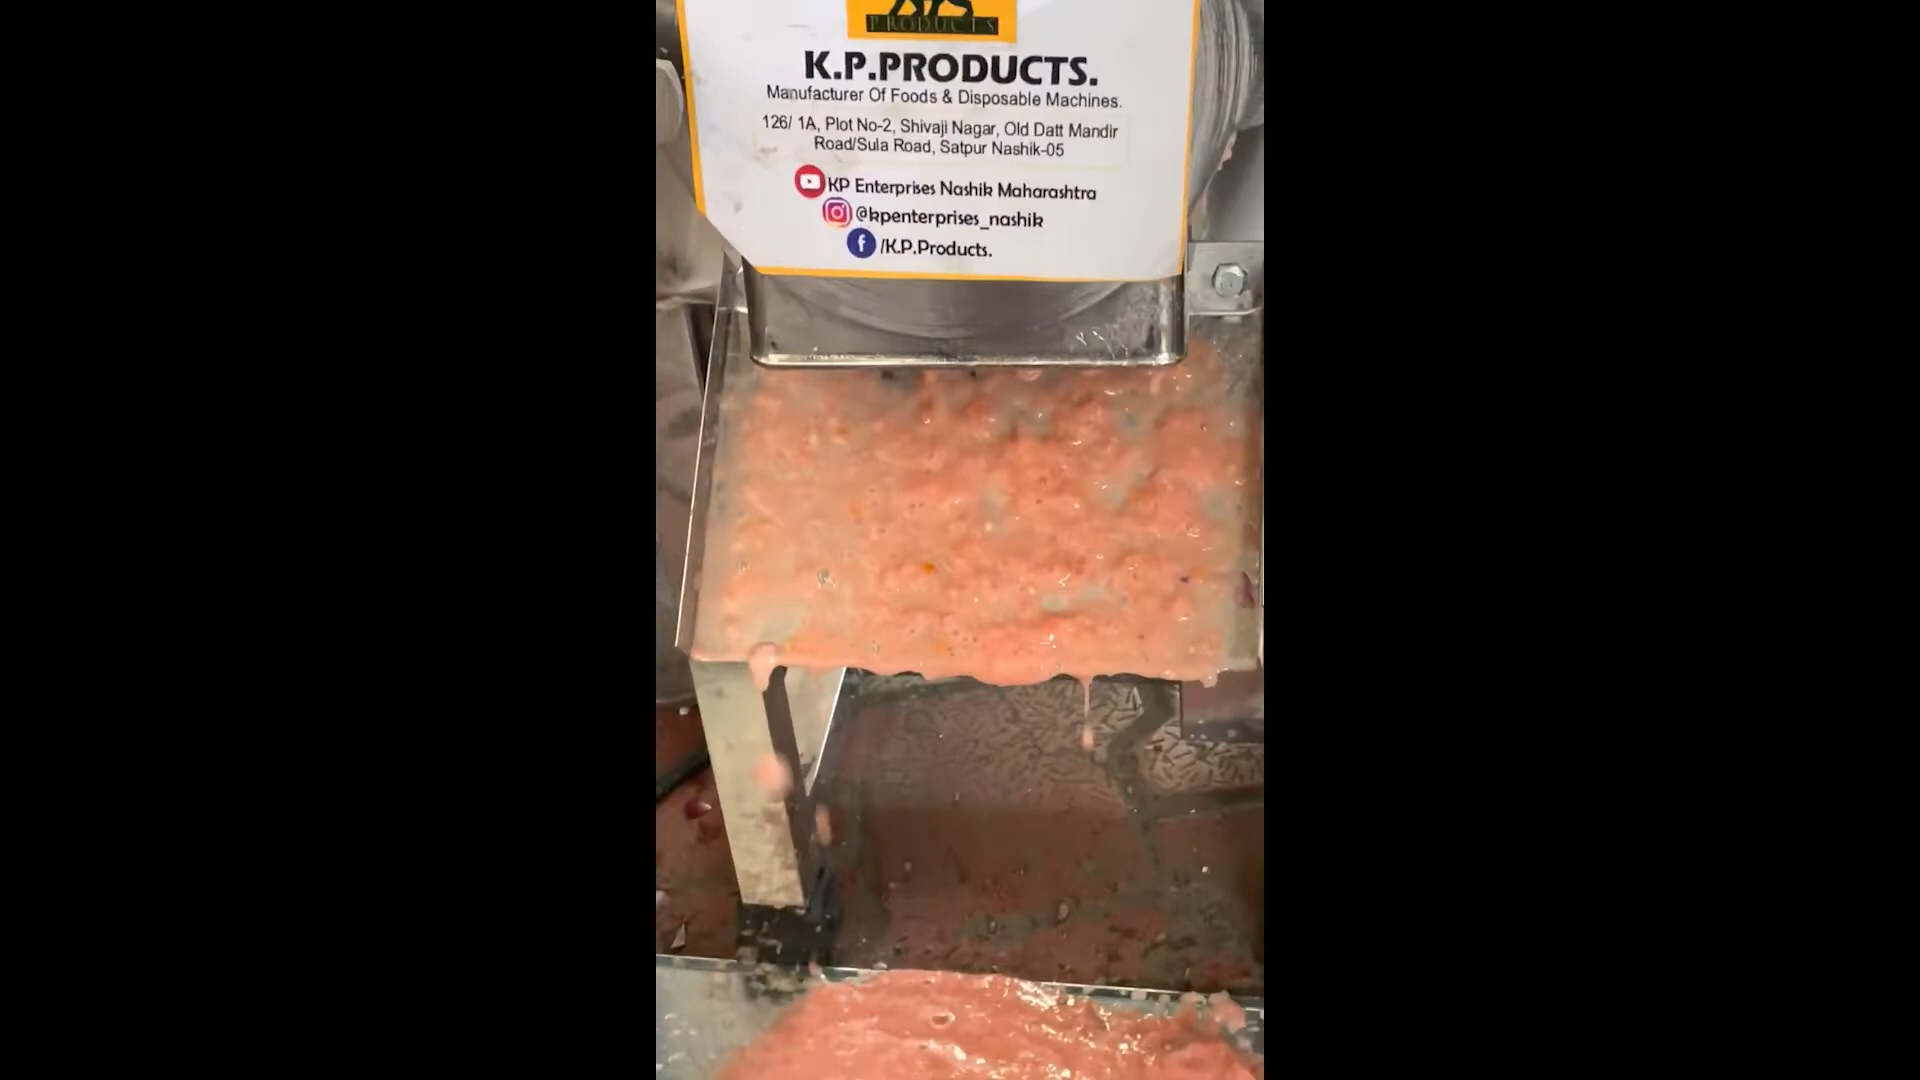 PRODUCTS
K.P.PRODUCTS.
Manufacturer Of Foods & Disposable Machines.
126/ 1A, Plot No-2, Shivaji Nagar, Old Datt Mandir
Road/Sula Road, Satpur Nashik-05
KP Enterprises Nashik Maharashtra
@kpenterprises_nashik
/K.P.Products.